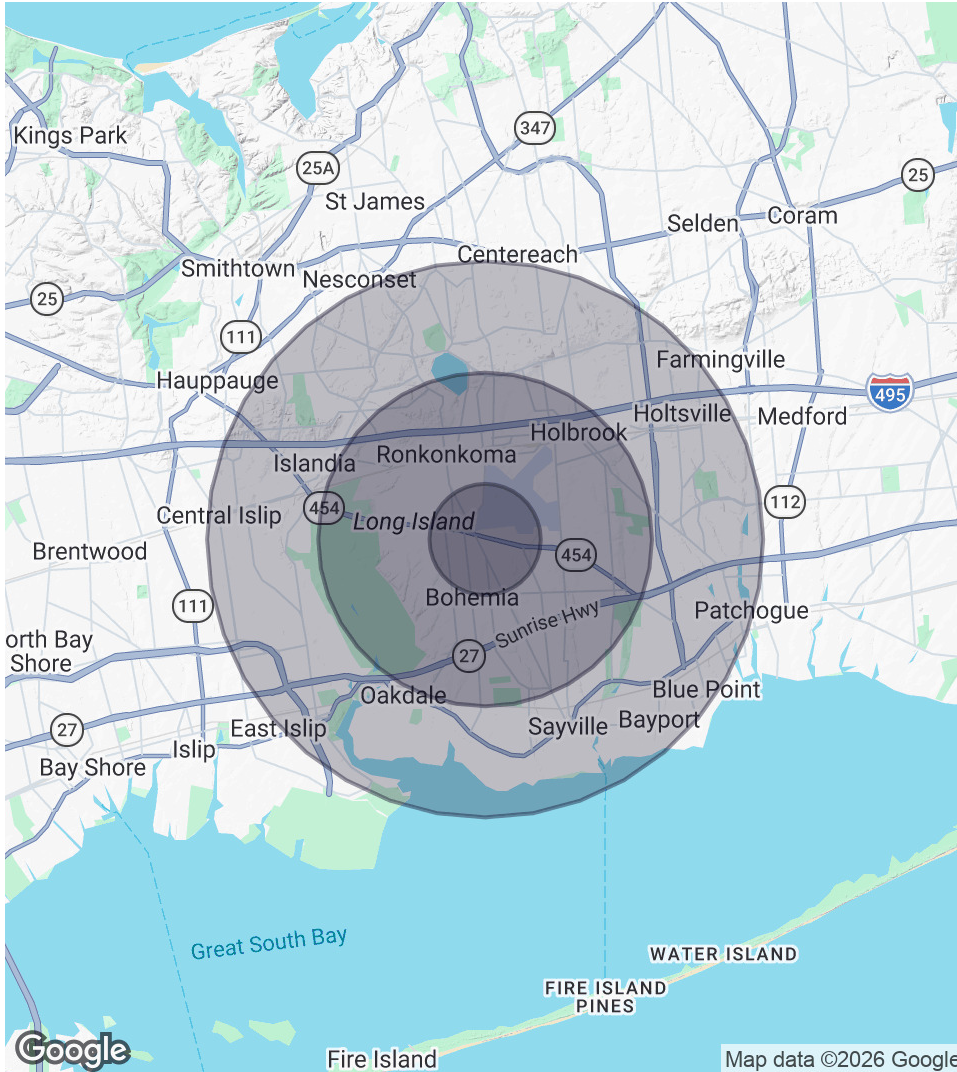 Kings Park
347
25A
25
St James
Selden
Coram
Centereach
Smithtown
Nesconset
25
111
Farmingville
Hauppauge
495
Holtsville
Medford
Holbrook
Ronkonkoma
Islandia
454
112
Central Islip
Long Island
Brentwood
454
Bohemia
111
Sunrise Hwy
Patchogue
orth Bay
Shore
27
Oakdale
Blue Point
Bayport
Sayville
27
East Islip
Islip
Bay Shore
Great South Bay
WATER ISLAND
FIRE ISLAND
PINES
Google
Fire Island
Map data ©2026 Google